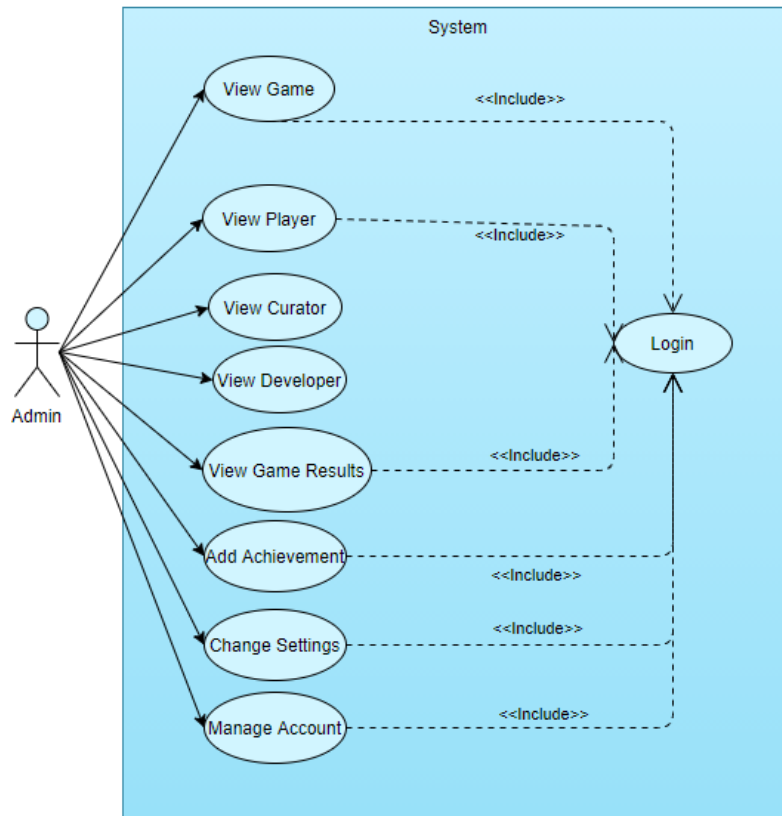 System
View Game
<<Include>>
View Player
<<Include>>
View Curator
Login
View Developer
Admin
View Game Results
<<Include>>
Add Achievement
<<Include>>
Change Settings
<<Include>>
Manage Account
<<Include>>